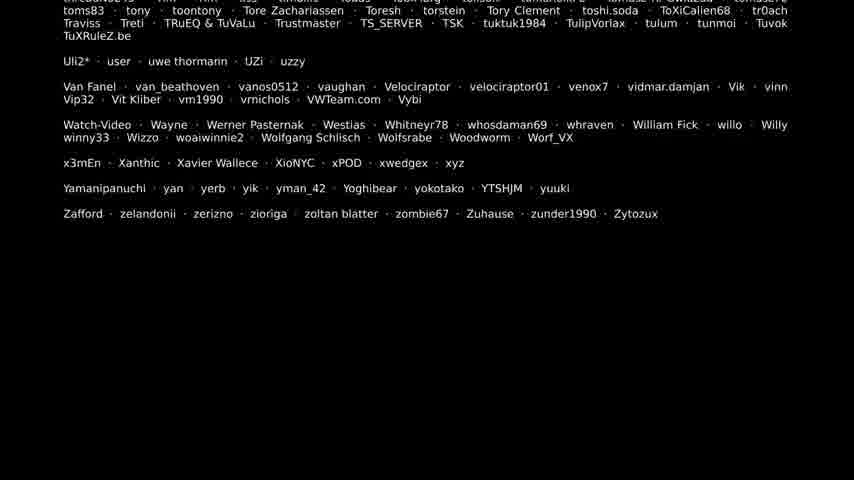 toms83 · tony · toontony · Tore Zachariassen · Toresh · torstein · Tory Clement · toshi.soda · ToXiCalien68 · tr0ach
Traviss · Treti · TRuEQ & TuVaLu · Trustmaster · TS_SERVER · TSK · tuktuk1984 · TulipVorlax · tulum · tunmoi · Tuvok
TuXRuleZ.be
Uli2* · user · uwe thormann · UZi · uzzy
Van Fanel · van_beathoven · vanos0512 · vaughan · Velociraptor · velociraptor01 · venox7 · vidmar.damjan · Vik · vinn
Vip32 · Vit Kliber · vm1990 · vrnichols · VWTeam.com · Vybi
Watch-Video · Wayne · Werner Pasternak · Westias · Whitneyr78 · whosdaman69 · whraven · William Fick · willo · Willy
winny33 · Wizzo · woaiwinnie2 · Wolfgang Schlisch · Wolfsrabe · Woodworm · Worf_VX
x3mEn · Xanthic · Xavier Wallece · XioNYC · xPOD · xwedgex · xyz
Yamanipanuchi · yan · yerb · yik · yman_42 · Yoghibear · yokotako · YTSHJM · yuuki
Zafford · zelandonii · zerizno · zioriga · zoltan blatter · zombie67 · Zuhause · zunder1990 · Zytozux